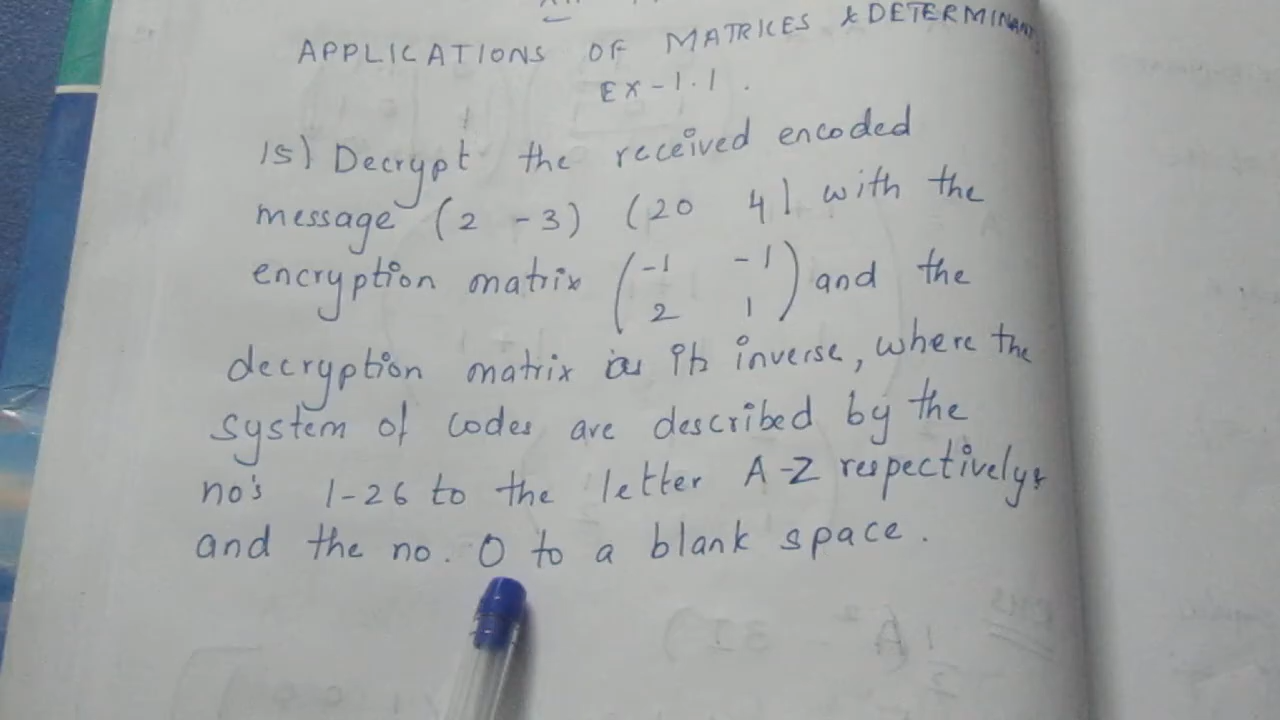 APPLICATIONS OF MATRICES & DETERMINANT
EX-1.1.
15) Decrypt the received encoded
message (2 -3) (20 4) with the
encryption matrix (-1 -1
2 1) and the
decryption matrix as its inverse, where the
system of codes are described by the
no's 1-26 to the letter A-Z respectively,
and the no. 0 to a blank space.